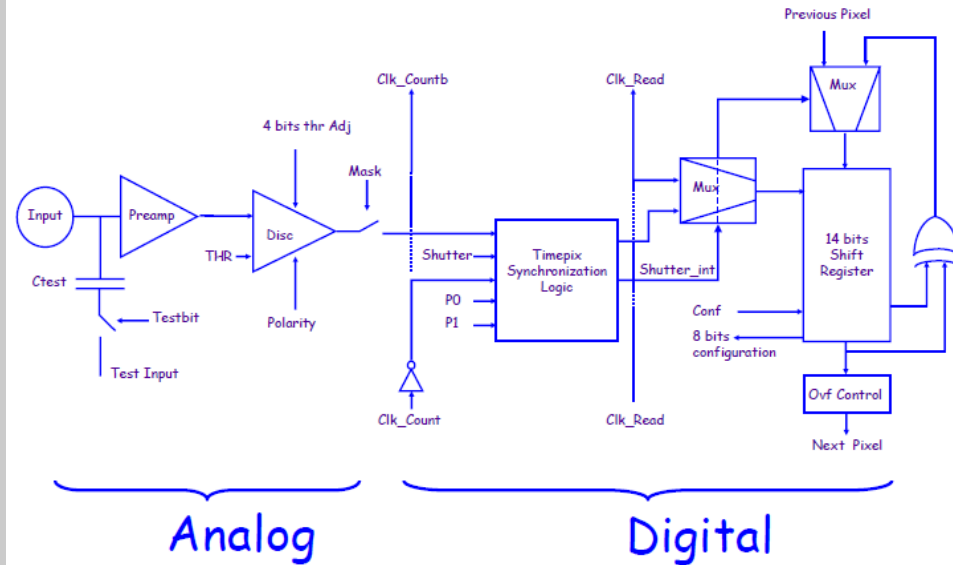 Previous Pixel
Mux
Clk_Countb
Clk_Read
4 bits thr Adj
Mask
Mux
Input
Preamp
Disc
THR
Shutter
Timepix
Synchronization
Logic
Shutter_int
14 bits
Shift
Register
Ctest
Testbit
Polarity
P0
P1
Conf
8 bits
configuration
Test Input
Clk_Count
Clk_Read
Ovf Control
Next Pixel
Analog
Digital